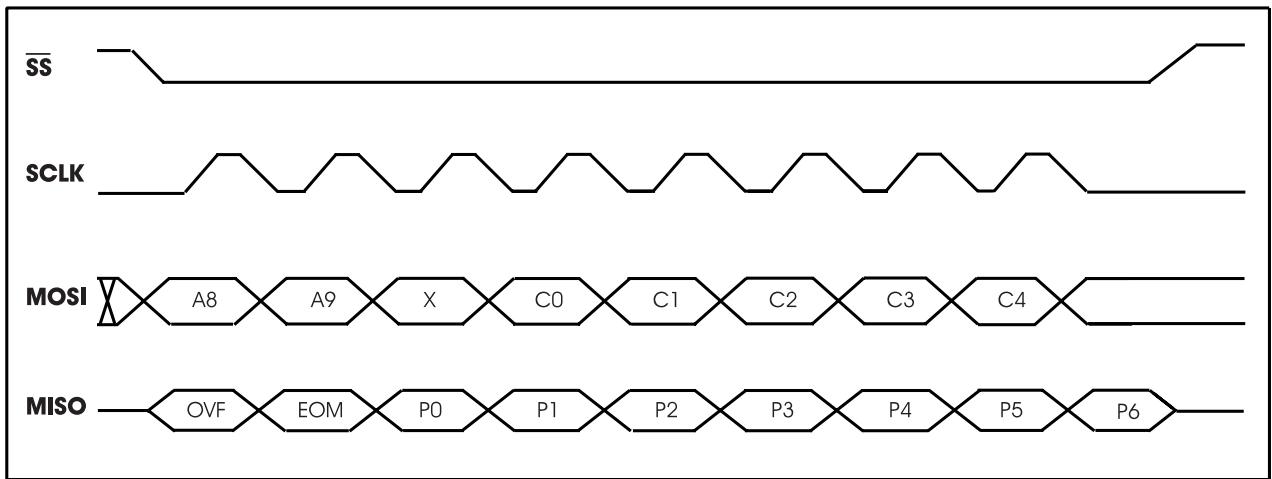 SS
SCLK
MOSI A8 A9 X C0 C1 C2 C3 C4
MISO OVF EOM P0 P1 P2 P3 P4 P5 P6